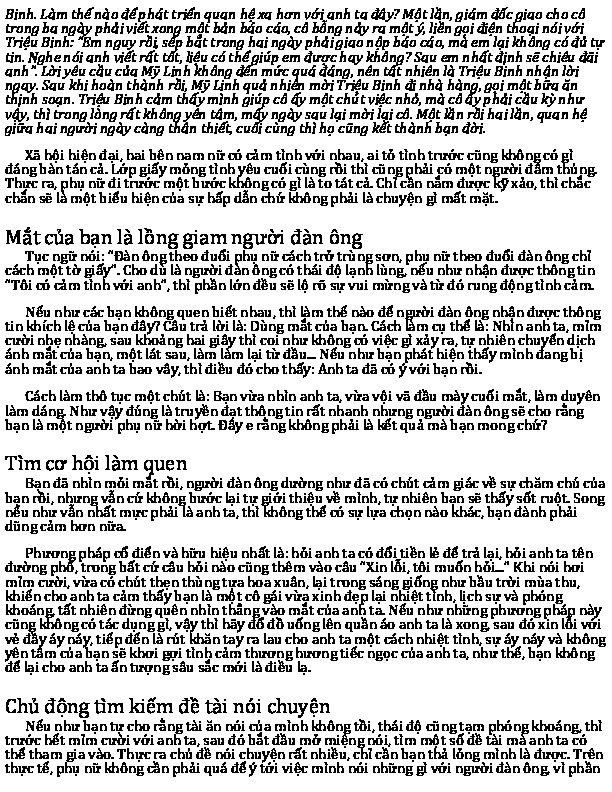 Bình. Làm thế nào để phát triển quan hệ xa hơn với anh ta đây? Một lần, giám đốc giao cho cô
trong ba ngày phải viết xong một bản báo cáo, cô bỗng nảy ra một ý, liền gọi điện thoại nói với
Triệu Bình: “Em nguy rồi, sếp bắt trong hai ngày phải giao nộp báo cáo, mà em lại không có đủ tự
tin. Nghe nói anh viết rất tốt, liệu có thể giúp em được hay không? Sau em nhất định sẽ chiêu đãi
anh”. Lời yêu cầu của Mỹ Linh không đến mức quá đáng, nên tất nhiên là Triệu Bình nhận lời
ngay. Sau khi hoàn thành rồi, Mỹ Linh quả nhiên mời Triệu Bình đi nhà hàng, gọi một bữa ăn
thịnh soạn. Triệu Bình cảm thấy mình giúp cô ấy một chút việc nhỏ, mà cô ấy phải cầu kỳ như
vậy, thì trong lòng rất không yên tâm, mấy ngày sau lại mời lại cô. Một lần rồi hai lần, quan hệ
giữa hai người ngày càng thân thiết, cuối cùng thì họ cũng kết thành bạn đời.
Xã hội hiện đại, hai bên nam nữ có cảm tình với nhau, ai tỏ tình trước cũng không có gì
đáng bàn tán cả. Lớp giấy mỏng tình yêu cuối cùng rồi thì cũng phải có một người đâm thủng.
Thực ra, phụ nữ đi trước một bước không có gì là to tát cả. Chỉ cần nắm được kỹ xảo, thì chắc
chắn sẽ là một biểu hiện của sự hấp dẫn chứ không phải là chuyện gì mất mặt.
Mắt của bạn là lồng giam người đàn ông
Tục ngữ nói: “Đàn ông theo đuổi phụ nữ cách trở trùng sơn, phụ nữ theo đuổi đàn ông chỉ
cách một tờ giấy”. Cho dù là người đàn ông có thái độ lạnh lùng, nếu như nhận được thông tin
“Tôi có cảm tình với anh”, thì phần lớn đều sẽ lộ rõ sự vui mừng và từ đó rung động tình cảm.
Nếu như các bạn không quen biết nhau, thì làm thế nào để người đàn ông nhận được thông
tin khích lệ của bạn đây? Câu trả lời là: Dùng mắt của bạn. Cách làm cụ thể là: Nhìn anh ta, mỉm
cười nhẹ nhàng, sau khoảng hai giây thì coi như không có việc gì xảy ra, tự nhiên chuyển dịch
ánh mắt của bạn, một lát sau, làm làm lại từ đầu... Nếu như bạn phát hiện thấy mình đang bị
ánh mắt của anh ta bao vây, thì điều đó cho thấy: Anh ta đã có ý với bạn rồi.
Cách làm thô tục một chút là: Bạn vừa nhìn anh ta, vừa vội vã đầu mày cuối mắt, làm duyên
làm dáng. Như vậy đúng là truyền đạt thông tin rất nhanh nhưng người đàn ông sẽ cho rằng
bạn là một người phụ nữ hời hợt. Đấy e rằng không phải là kết quả mà bạn mong chứ?
Tìm cơ hội làm quen
Bạn đã nhìn mỏi mắt rồi, người đàn ông dường như đã có chút cảm giác về sự chăm chú của
bạn rồi, nhưng vẫn cứ không bước lại tự giới thiệu về mình, tự nhiên bạn sẽ thấy sốt ruột. Song
nếu như vẫn nhất mực phải là anh ta, thì không thể có sự lựa chọn nào khác, bạn đành phải
dũng cảm hơn nữa.
Phương pháp cổ điển và hữu hiệu nhất là: hỏi anh ta có đổi tiền lẻ để trả lại, hỏi anh ta tên
đường phố, trong bất cứ câu hỏi nào cũng thêm vào câu “Xin lỗi, tôi muốn hỏi...” Khi nói hơi
mỉm cười, vừa có chút thẹn thùng tựa hoa xuân, lại trong sáng giống như bầu trời mùa thu,
khiến cho anh ta cảm thấy bạn là một cô gái vừa xinh đẹp lại nhiệt tình, lịch sự và phóng
khoáng, tất nhiên đừng quên nhìn thẳng vào mắt của anh ta. Nếu như những phương pháp này
cũng không có tác dụng gì, vậy thì hãy đổ đồ uống lên quần áo anh ta là xong, sau đó xin lỗi với
vẻ đầy áy náy, tiếp đến là rút khăn tay ra lau cho anh ta một cách nhiệt tình, sự áy náy và không
yên tâm của bạn sẽ khơi gợi tình cảm thương hương tiếc ngọc của anh ta, như thế, bạn không
để lại cho anh ta ấn tượng sâu sắc mới là điều lạ.
Chủ động tìm kiếm đề tài nói chuyện
Nếu như bạn tự cho rằng tài ăn nói của mình không tồi, thái độ cũng tạm phóng khoáng, thì
trước hết mỉm cười với anh ta, sau đó bắt đầu mở miệng nói, tìm một số đề tài mà anh ta có
thể tham gia vào. Thực ra chủ đề nói chuyện rất nhiều, chỉ cần bạn thả lỏng mình là được. Trên
thực tế, phụ nữ không cần phải quá để ý tới việc mình nói những gì với người đàn ông, vì phần